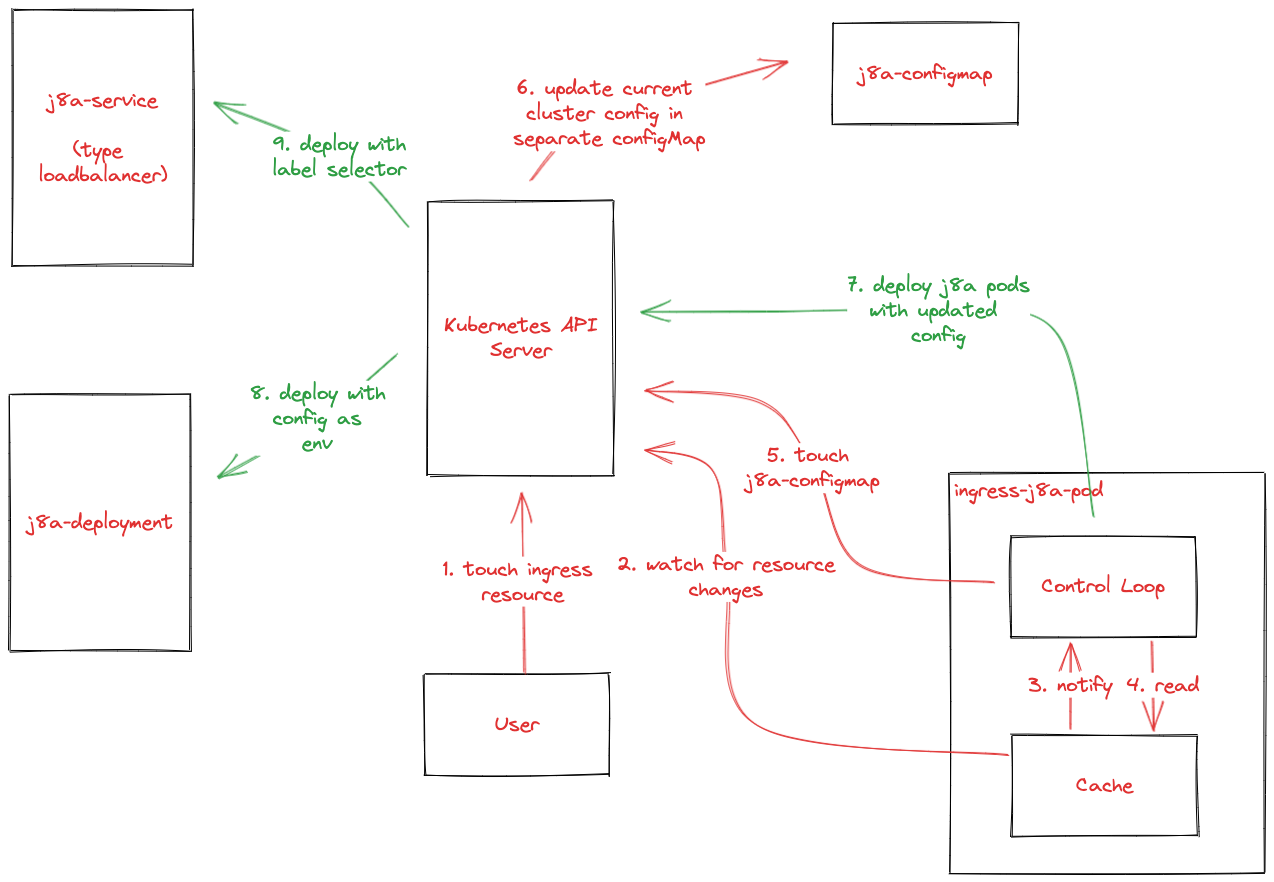 j8a-service
(type
loadbalancer)
9. deploy with
label selector
6. update current
cluster config in
separate configMap
j8a-configmap
Kubernetes API
Server
7. deploy j8a pods
with updated
config
8. deploy with
config as
env
j8a-deployment
5. touch
j8a-configmap
1. touch ingress
resource
2. watch for resource
changes
ingress-j8a-pod
Control Loop
3. notify
4. read
User
Cache